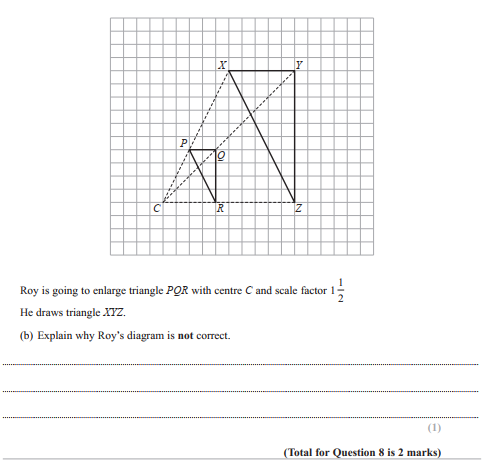 X Y
P
Q
C R Z
Roy is going to enlarge triangle PQR with centre C and scale factor 1 1/2
He draws triangle XYZ.
(b) Explain why Roy's diagram is not correct.
(1)
(Total for Question 8 is 2 marks)